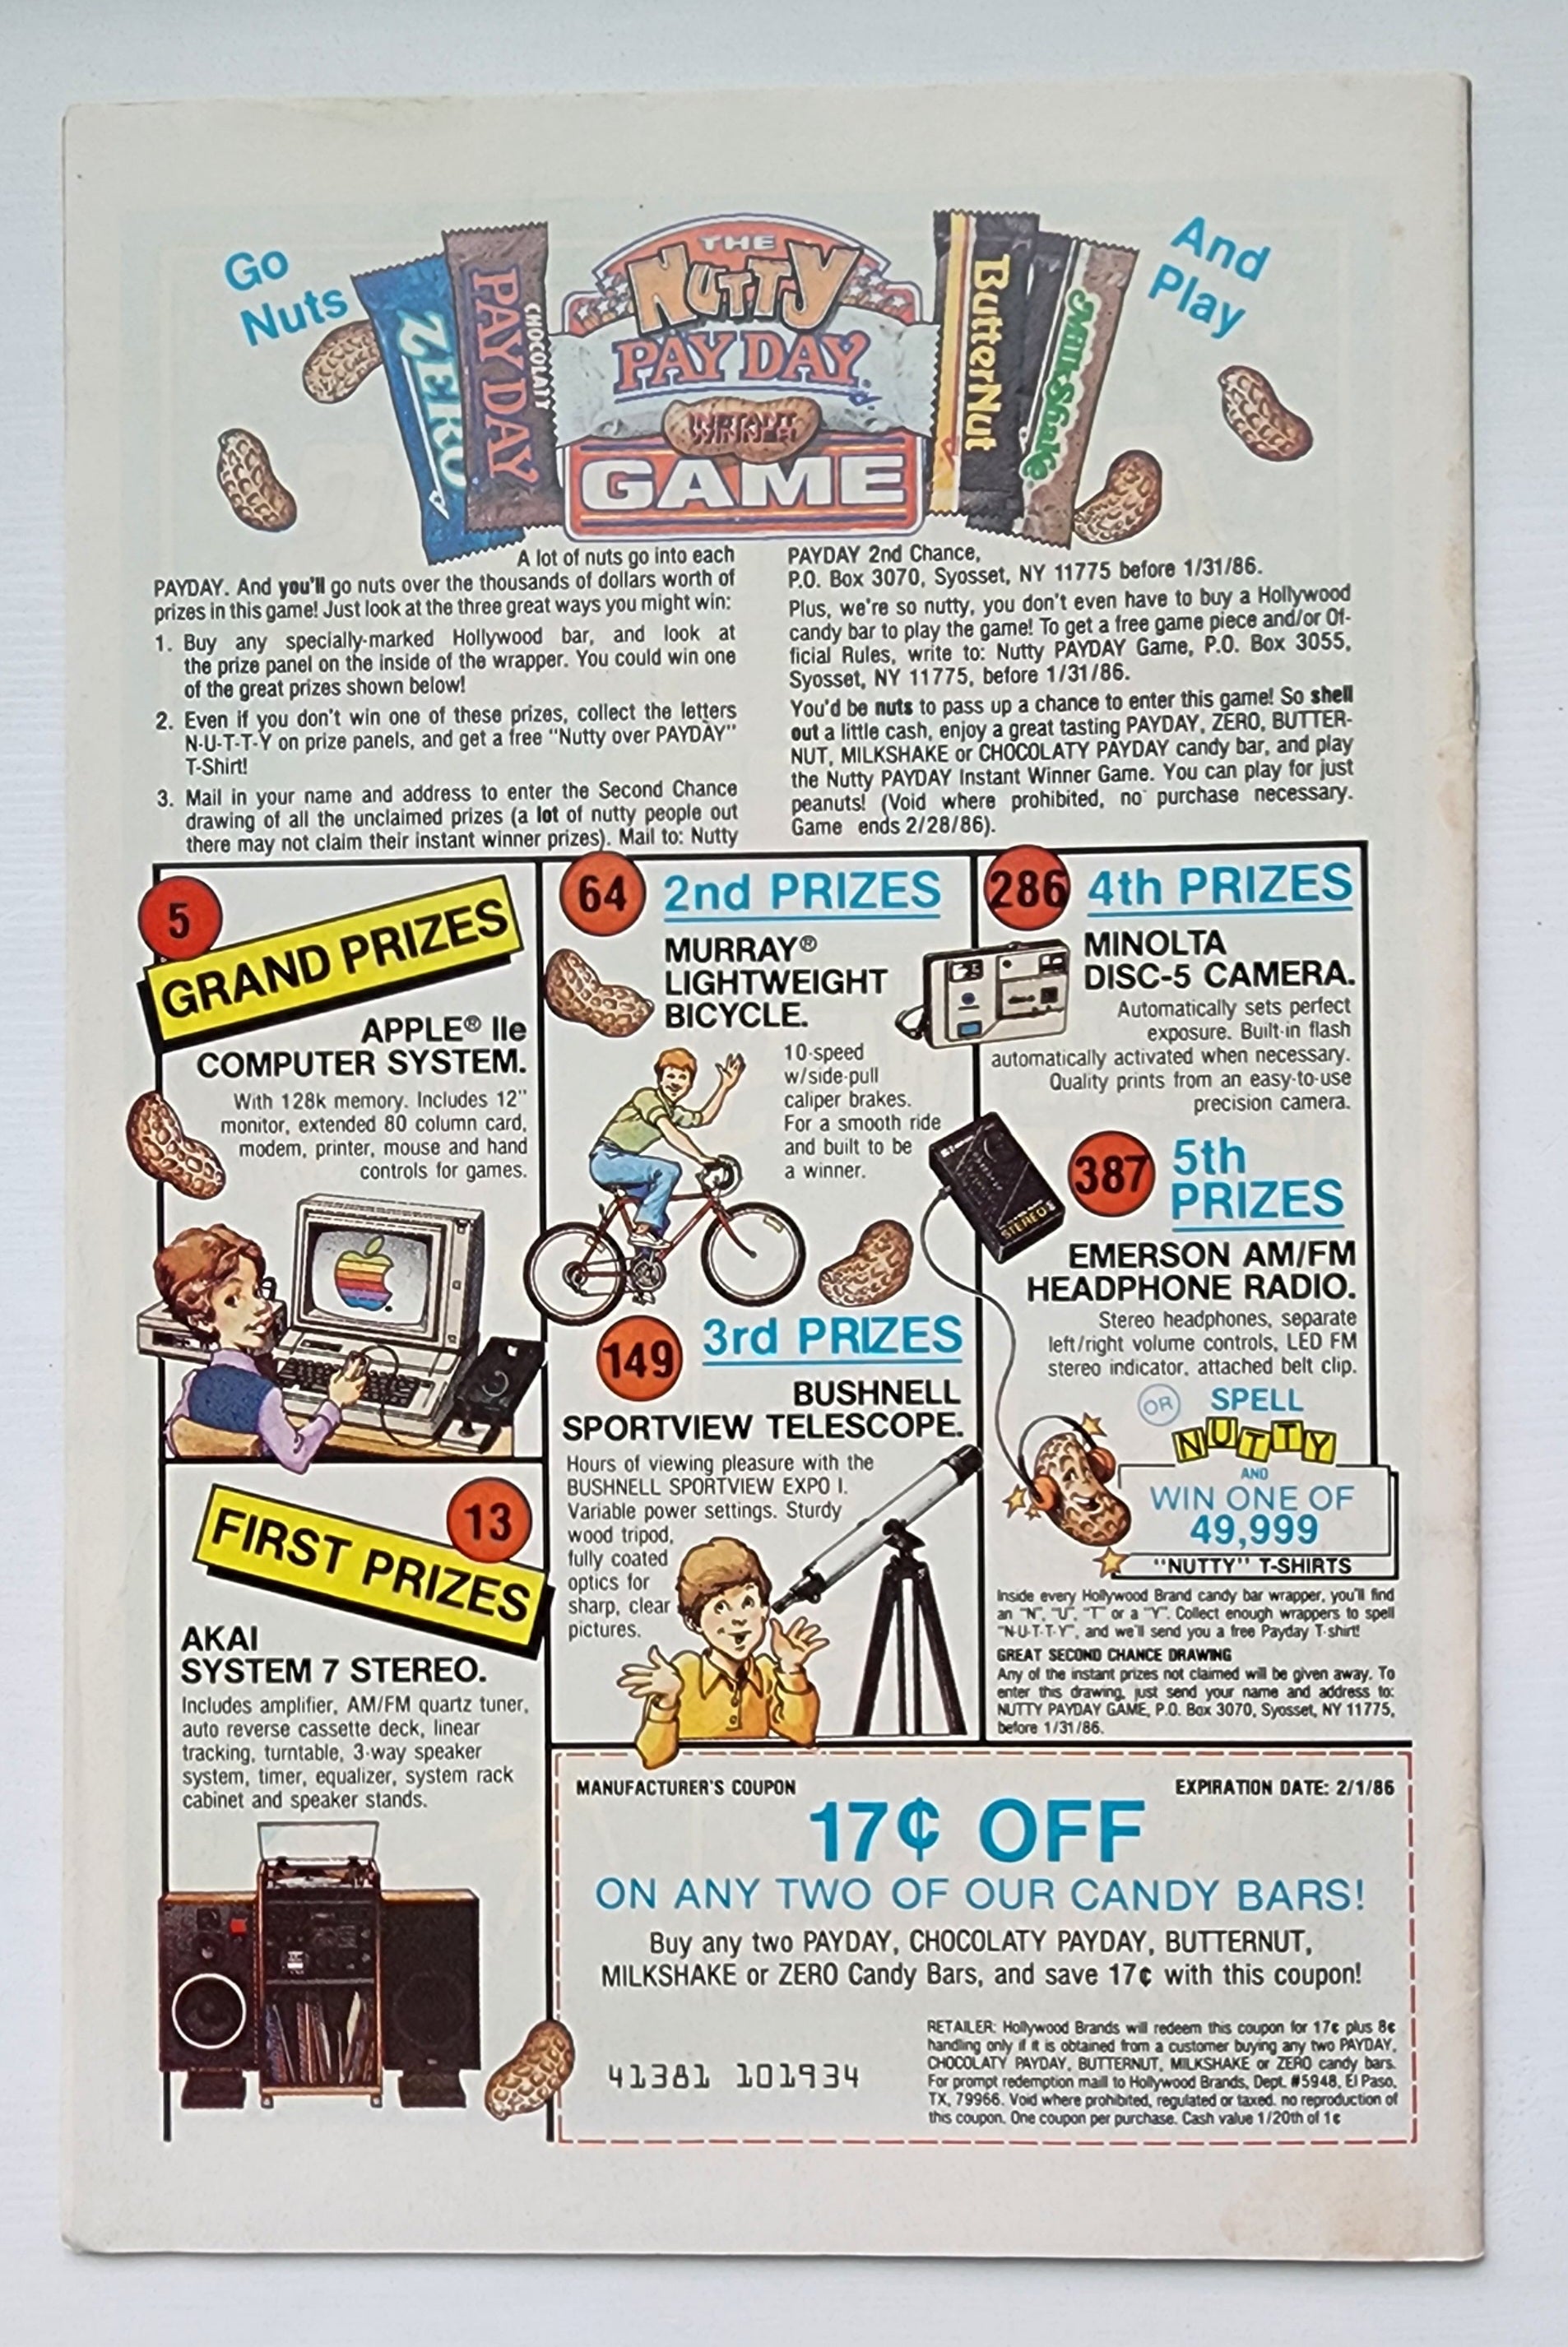 Go
Nuts
ZERO
CHOCOLATY
PAY DAY
THE
NUTTY
PAY DAY
INSTANT
WINNER
GAME
ButterNut
MilkShake
And
Play
A lot of nuts go into each
PAYDAY. And you'll go nuts over the thousands of dollars worth of
prizes in this game! Just look at the three great ways you might win:
1. Buy any specially-marked Hollywood bar, and look at
the prize panel on the inside of the wrapper. You could win one
of the great prizes shown below!
2. Even if you don't win one of these prizes, collect the letters
N-U-T-T-Y on prize panels, and get a free "Nutty over PAYDAY"
T-Shirt!
3. Mail in your name and address to enter the Second Chance
drawing of all the unclaimed prizes (a lot of nutty people out
there may not claim their instant winner prizes). Mail to: Nutty
PAYDAY 2nd Chance,
P.O. Box 3070, Syosset, NY 11775 before 1/31/86.
Plus, we're so nutty, you don't even have to buy a Hollywood
candy bar to play the game! To get a free game piece and/or Of-
ficial Rules, write to: Nutty PAYDAY Game, P.O. Box 3055,
Syosset, NY 11775, before 1/31/86.
You'd be nuts to pass up a chance to enter this game! So shell
out a little cash, enjoy a great tasting PAYDAY, ZERO, BUTTER-
NUT, MILKSHAKE or CHOCOLATY PAYDAY candy bar, and play
the Nutty PAYDAY Instant Winner Game. You can play for just
peanuts! (Void where prohibited, no purchase necessary.
Game ends 2/28/86).
5
GRAND PRIZES
APPLE® IIe
COMPUTER SYSTEM.
With 128k memory. Includes 12"
monitor, extended 80 column card,
modem, printer, mouse and hand
controls for games.
13
FIRST PRIZES
AKAI
SYSTEM 7 STEREO.
Includes amplifier, AM/FM quartz tuner,
auto reverse cassette deck, linear
tracking, turntable, 3-way speaker
system, timer, equalizer, system rack
cabinet and speaker stands.
64
2nd PRIZES
MURRAY®
LIGHTWEIGHT
BICYCLE.
10-speed
w/side-pull
caliper brakes.
For a smooth ride
and built to be
a winner.
149
3rd PRIZES
BUSHNELL
SPORTVIEW TELESCOPE.
Hours of viewing pleasure with the
BUSHNELL SPORTVIEW EXPO I.
Variable power settings. Sturdy
wood tripod,
fully coated
optics for
sharp, clear
pictures.
286
4th PRIZES
MINOLTA
DISC-5 CAMERA.
Automatically sets perfect
exposure. Built-in flash
automatically activated when necessary.
Quality prints from an easy-to-use
precision camera.
STEREO
387
5th
PRIZES
EMERSON AM/FM
HEADPHONE RADIO.
Stereo headphones, separate
left/right volume controls, LED FM
stereo indicator, attached belt clip.
OR
SPELL
NUTTY
AND
WIN ONE OF
49,999
"NUTTY" T-SHIRTS
Inside every Hollywood Brand candy bar wrapper, you'll find
an "N", "U", "T" or a "Y". Collect enough wrappers to spell
"N-U-T-T-Y", and we'll send you a free Payday T-shirt!
GREAT SECOND CHANCE DRAWING
Any of the instant prizes not claimed will be given away. To
enter this drawing, just send your name and address to:
NUTTY PAYDAY GAME, P.O. Box 3070, Syosset, NY 11775,
before 1/31/86.
MANUFACTURER'S COUPON
EXPIRATION DATE: 2/1/86
17¢ OFF
ON ANY TWO OF OUR CANDY BARS!
Buy any two PAYDAY, CHOCOLATY PAYDAY, BUTTERNUT,
MILKSHAKE or ZERO Candy Bars, and save 17¢ with this coupon!
41381 101934
RETAILER: Hollywood Brands will redeem this coupon for 17¢ plus 8¢
handling only if it is obtained from a customer buying any two PAYDAY,
CHOCOLATY PAYDAY, BUTTERNUT, MILKSHAKE or ZERO candy bars.
For prompt redemption maill to Hollywood Brands, Dept. #5948, El Paso,
TX, 79966. Void where prohibited, regulated or taxed. no reproduction of
this coupon. One coupon per purchase. Cash value 1/20th of 1¢